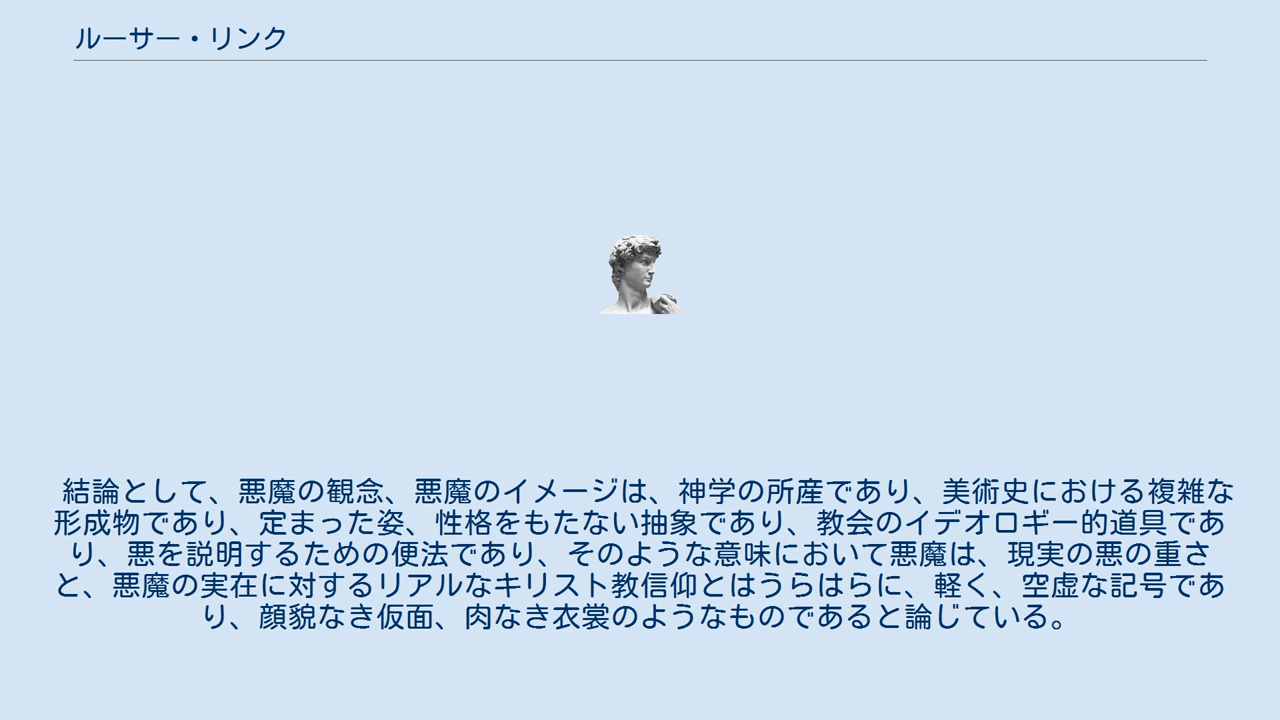 ルーサー・リンク
結論として、悪魔の観念、悪魔のイメージは、神学の所産であり、美術史における複雑な
形成物であり、定まった姿、性格をもたない抽象であり、教会のイデオロギー的道具であ
り、悪を説明するための便法であり、そのような意味において悪魔は、現実の悪の重さ
と、悪魔の実在に対するリアルなキリスト教信仰とはうらはらに、軽く、空虚な記号であ
り、顔貌なき仮面、肉なき衣裳のようなものであると論じている。